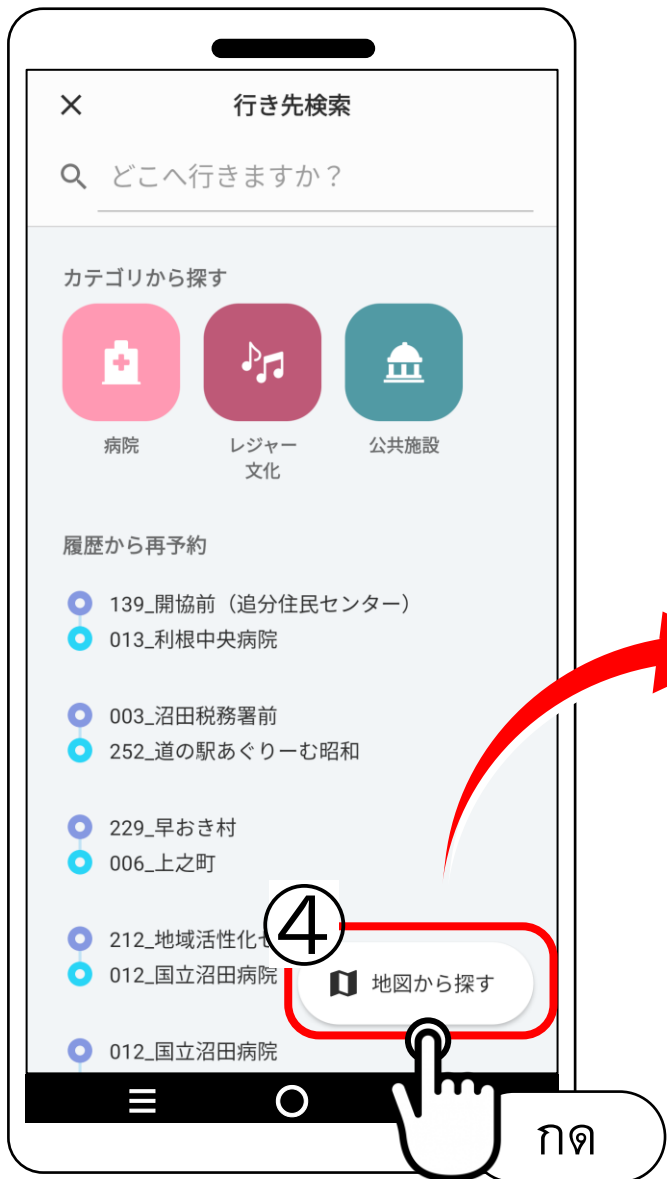 行き先検索
どこへ行きますか？
カテゴリから探す
病院
レジャー
文化
公共施設
履歴から再予約
139_開協前（追分住民センター）
013_利根中央病院
003_沼田税務署前
252_道の駅あぐりーむ昭和
229_早おき村
006_上之町
④
212_地域活性化セ
012_国立沼田病院
地図から探す
012_国立沼田病院
กด